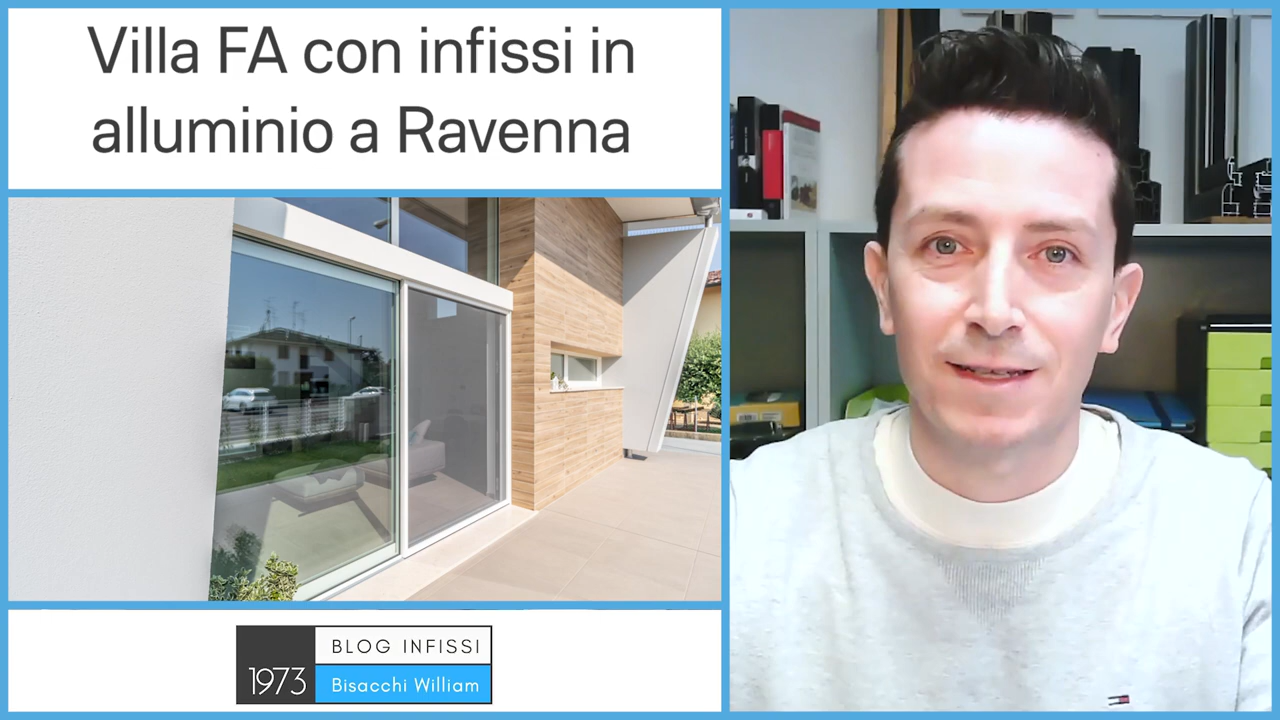 Villa FA con infissi in
alluminio a Ravenna
1973
BLOG INFISSI
Bisacchi William